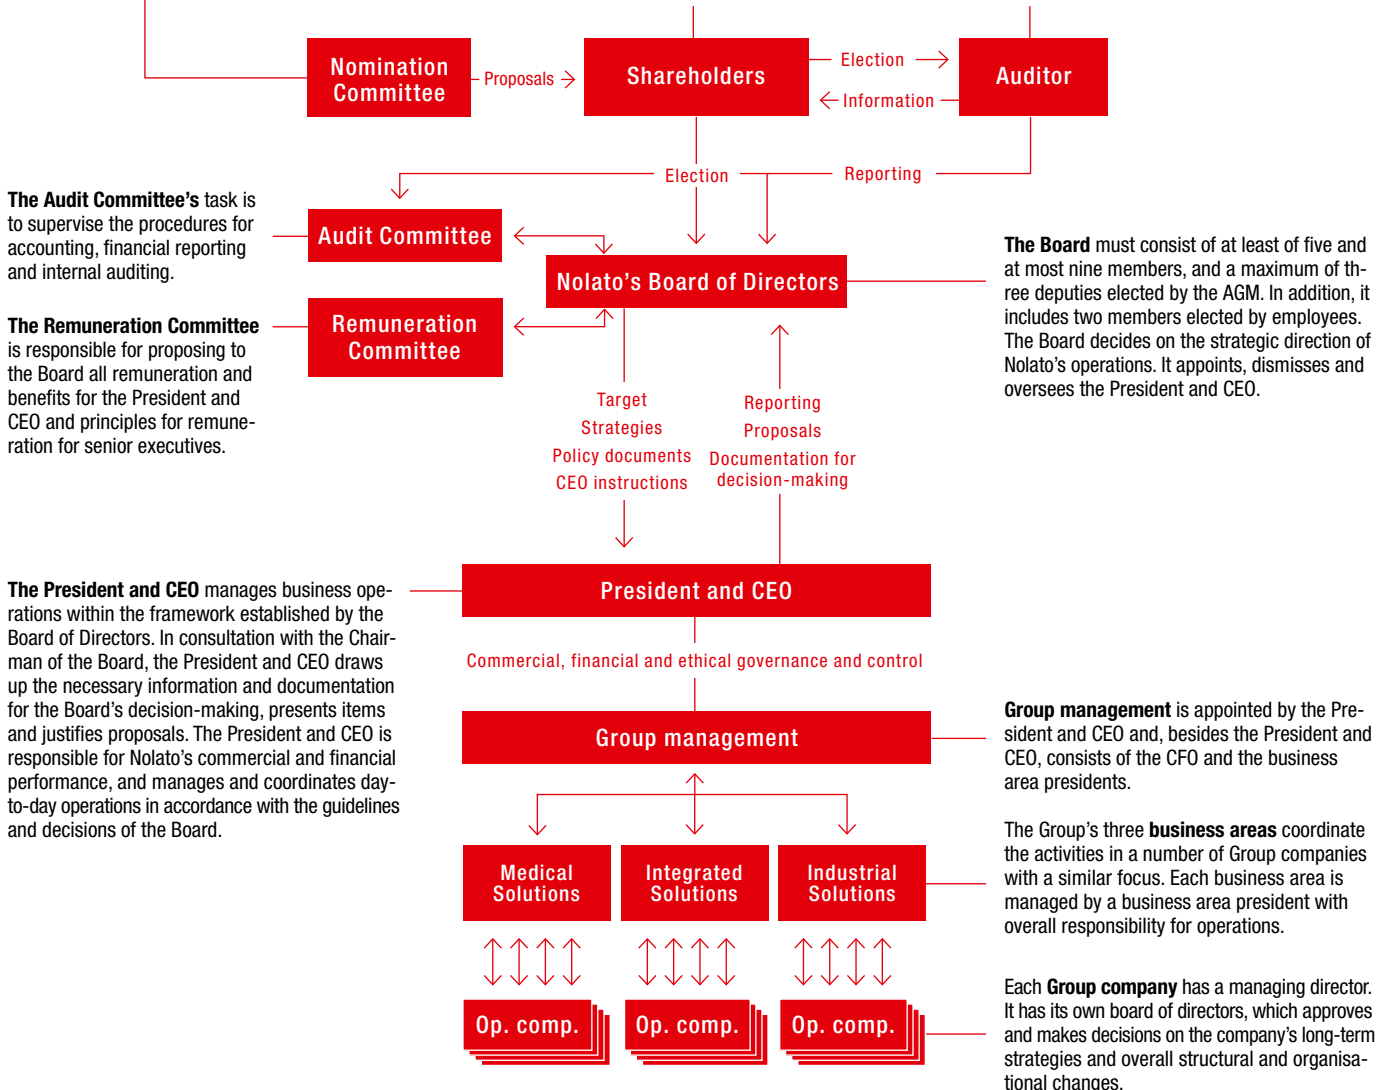 Nomination
Committee
Proposals
Shareholders
Election
Information
Auditor
Election
Reporting
The Audit Committee's task is
to supervise the procedures for
accounting, financial reporting
and internal auditing.
Audit Committee
Nolato's Board of Directors
The Board must consist of at least of five and
at most nine members, and a maximum of th-
ree deputies elected by the AGM. In addition, it
includes two members elected by employees.
The Board decides on the strategic direction of
Nolato's operations. It appoints, dismisses and
oversees the President and CEO.
The Remuneration Committee
is responsible for proposing to
the Board all remuneration and
benefits for the President and
CEO and principles for remune-
ration for senior executives.
Remuneration
Committee
Target
Strategies
Policy documents
CEO instructions
Reporting
Proposals
Documentation for
decision-making
The President and CEO manages business ope-
rations within the framework established by the
Board of Directors. In consultation with the Chair-
man of the Board, the President and CEO draws
up the necessary information and documentation
for the Board's decision-making, presents items
and justifies proposals. The President and CEO is
responsible for Nolato's commercial and financial
performance, and manages and coordinates day-
to-day operations in accordance with the guidelines
and decisions of the Board.
President and CEO
Commercial, financial and ethical governance and control
Group management
Group management is appointed by the Pre-
sident and CEO and, besides the President and
CEO, consists of the CFO and the business
area presidents.
Medical
Solutions
Integrated
Solutions
Industrial
Solutions
The Group's three business areas coordinate
the activities in a number of Group companies
with a similar focus. Each business area is
managed by a business area president with
overall responsibility for operations.
Op. comp.
Op. comp.
Op. comp.
Each Group company has a managing director.
It has its own board of directors, which approves
and makes decisions on the company's long-term
strategies and overall structural and organisa-
tional changes.